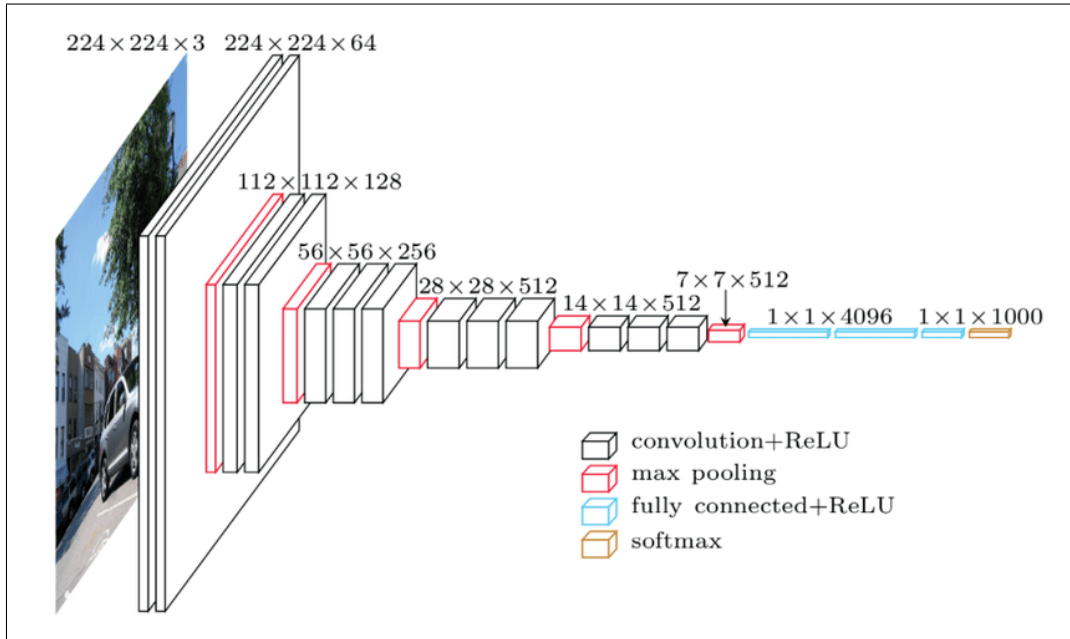 224×224×3
224×224×64
112×112×128
56×56×256
28×28×512
14×14×512
7×7×512
1×1×4096
1×1×1000
convolution+ReLU
max pooling
fully connected+ReLU
softmax